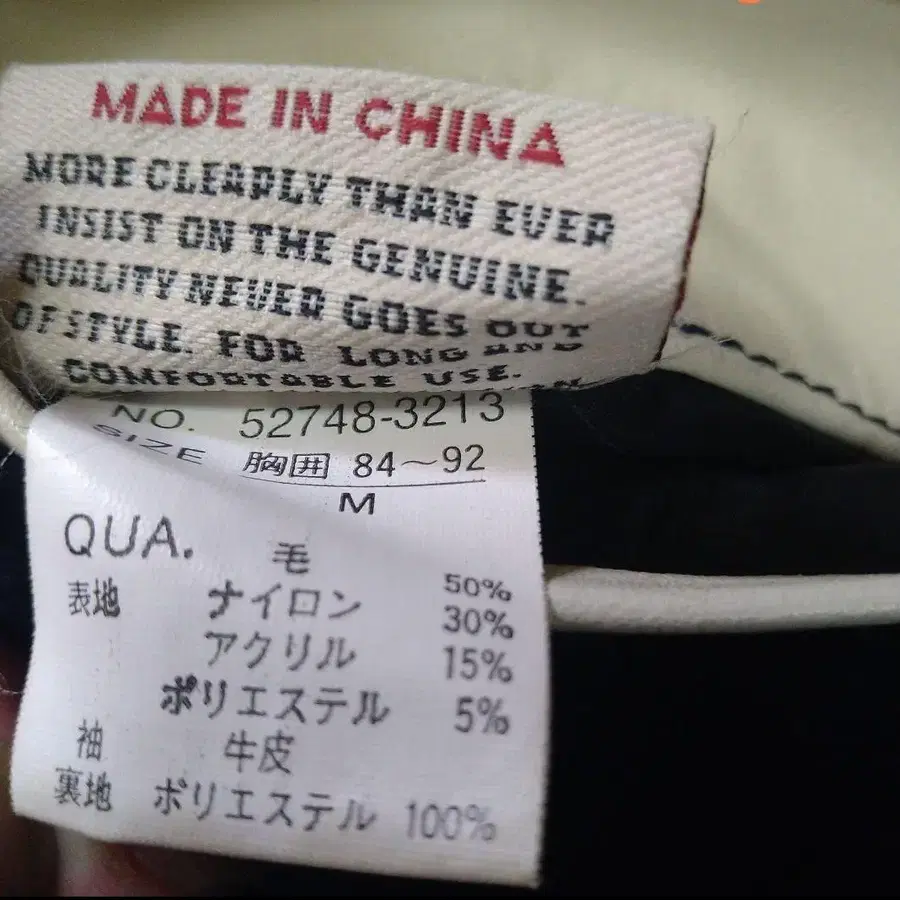 MADE IN CHINA
MORE CLEARLY THAN EVER
INSIST ON THE GENUINE.
QUALITY NEVER GOES OUT
OF STYLE. FOR LONG AND
COMFORTABLE USE.
NO. 52748-3213
SIZE 胸囲 84〜92
M
QUA.
毛 50%
表地 ナイロン 30%
アクリル 15%
ポリエステル 5%
袖 牛皮
裏地 ポリエステル 100%